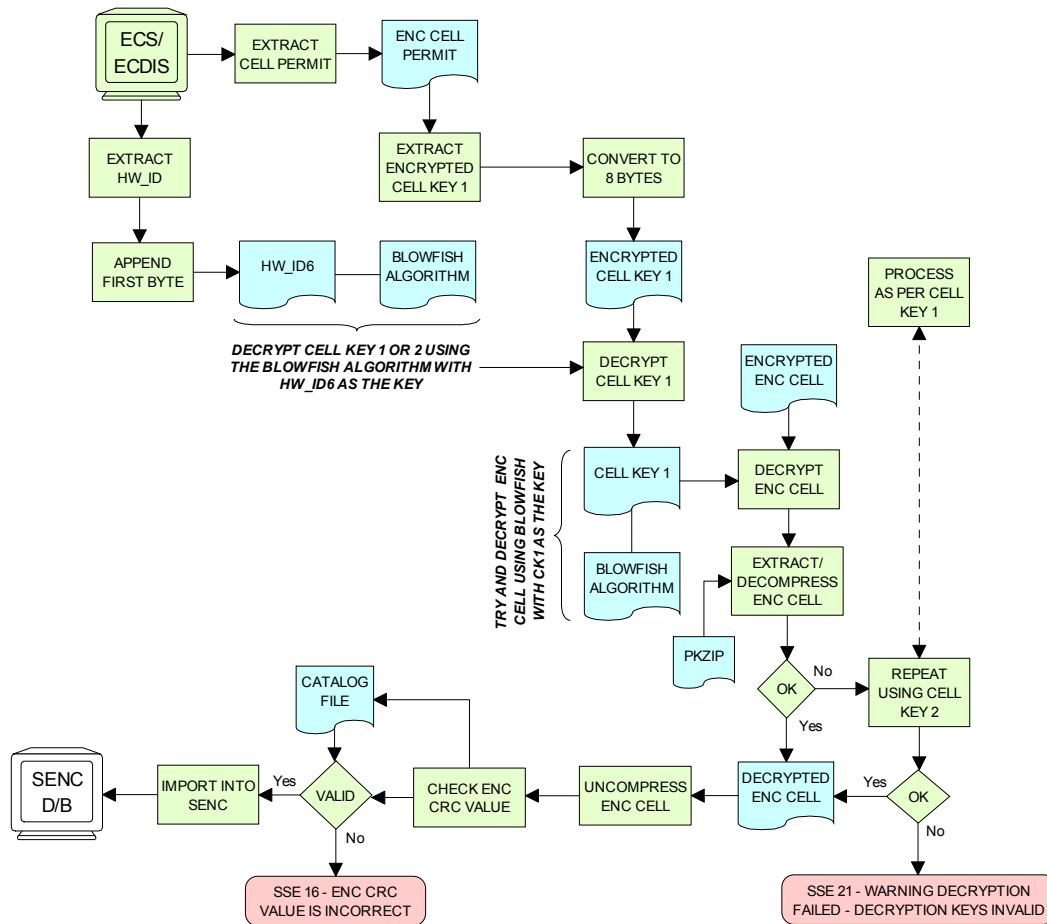 ECS/
ECDIS
EXTRACT
CELL PERMIT
ENC CELL
PERMIT
EXTRACT
HW_ID
EXTRACT
ENCRYPTED
CELL KEY 1
CONVERT TO
8 BYTES
APPEND
FIRST BYTE
HW_ID6
BLOWFISH
ALGORITHM
ENCRYPTED
CELL KEY 1
PROCESS
AS PER CELL
KEY 1
DECRYPT CELL KEY 1 OR 2 USING
THE BLOWFISH ALGORITHM WITH
HW_ID6 AS THE KEY
DECRYPT
CELL KEY 1
ENCRYPTED
ENC CELL
TRY AND DECRYPT ENC
CELL USING BLOWFISH
WITH CK1 AS THE KEY
CELL KEY 1
DECRYPT
ENC CELL
BLOWFISH
ALGORITHM
EXTRACT/
DECOMPRESS
ENC CELL
PKZIP
OK
No
Yes
REPEAT
USING CELL
KEY 2
CATALOG
FILE
SENC
D/B
IMPORT INTO
SENC
Yes
VALID
No
CHECK ENC
CRC VALUE
UNCOMPRESS
ENC CELL
DECRYPTED
ENC CELL
Yes
OK
No
SSE 16 - ENC CRC
VALUE IS INCORRECT
SSE 21 - WARNING DECRYPTION
FAILED - DECRYPTION KEYS INVALID